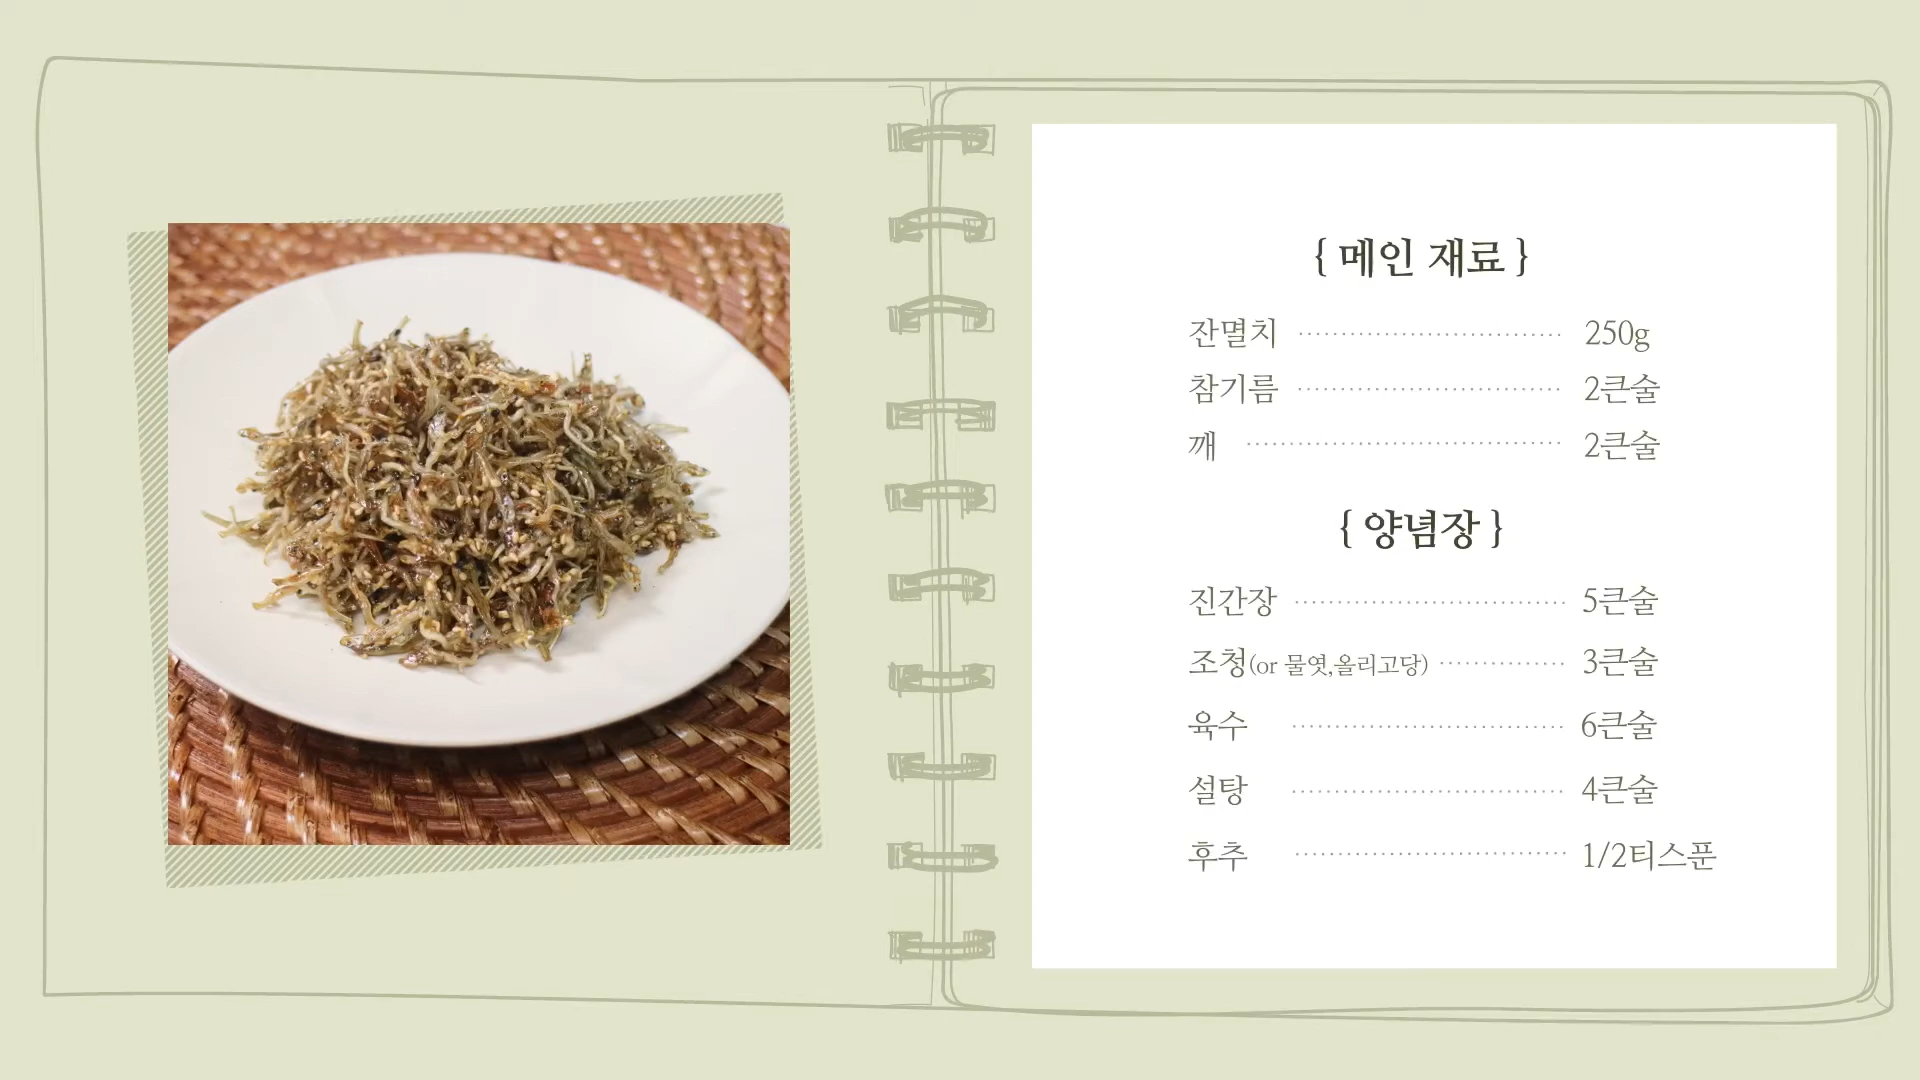 { 메인 재료 }
잔멸치 ································ 250g
참기름 ································ 2큰술
깨 ······································ 2큰술
{ 양념장 }
진간장 ································ 5큰술
조청(or 물엿,올리고당) ··············· 3큰술
육수 ································ 6큰술
설탕 ································ 4큰술
후추 ································ 1/2티스푼